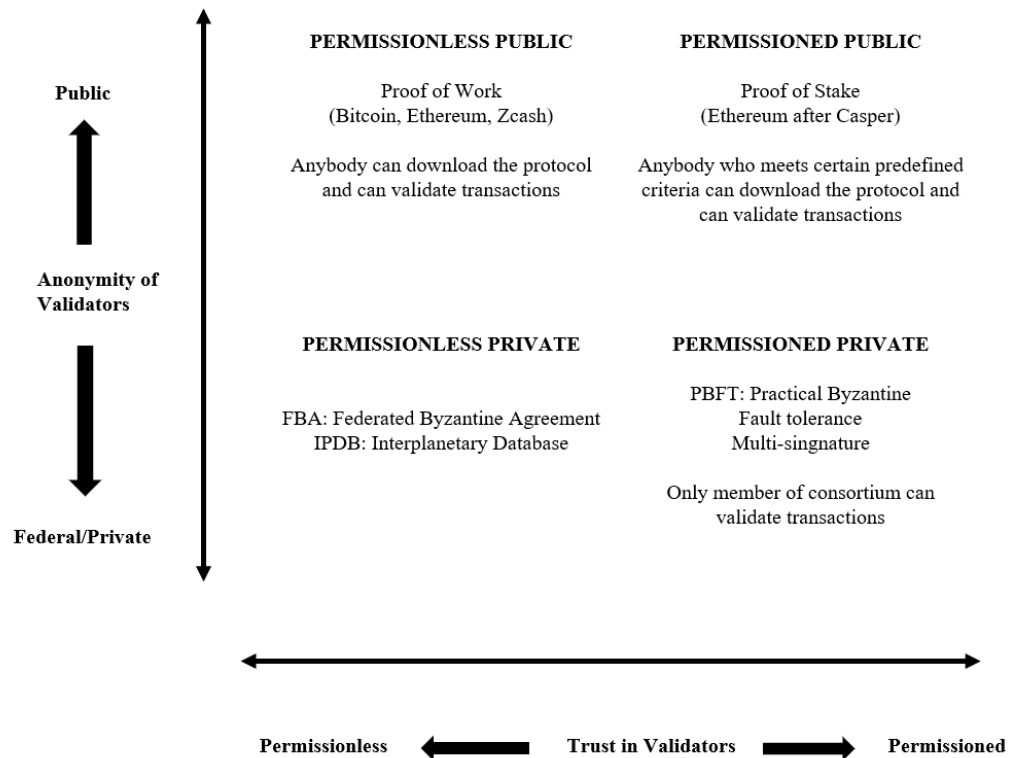 PERMISSIONLESS PUBLIC
Proof of Work
(Bitcoin, Ethereum, Zcash)
Anybody can download the protocol
and can validate transactions
PERMISSIONED PUBLIC
Proof of Stake
(Ethereum after Casper)
Anybody who meets certain predefined
criteria can download the protocol and
can validate transactions
Public
Anonymity of
Validators
Federal/Private
PERMISSIONLESS PRIVATE
FBA: Federated Byzantine Agreement
IPDB: Interplanetary Database
PERMISSIONED PRIVATE
PBFT: Practical Byzantine
Fault tolerance
Multi-singnature
Only member of consortium can
validate transactions
Permissionless
Trust in Validators
Permissioned